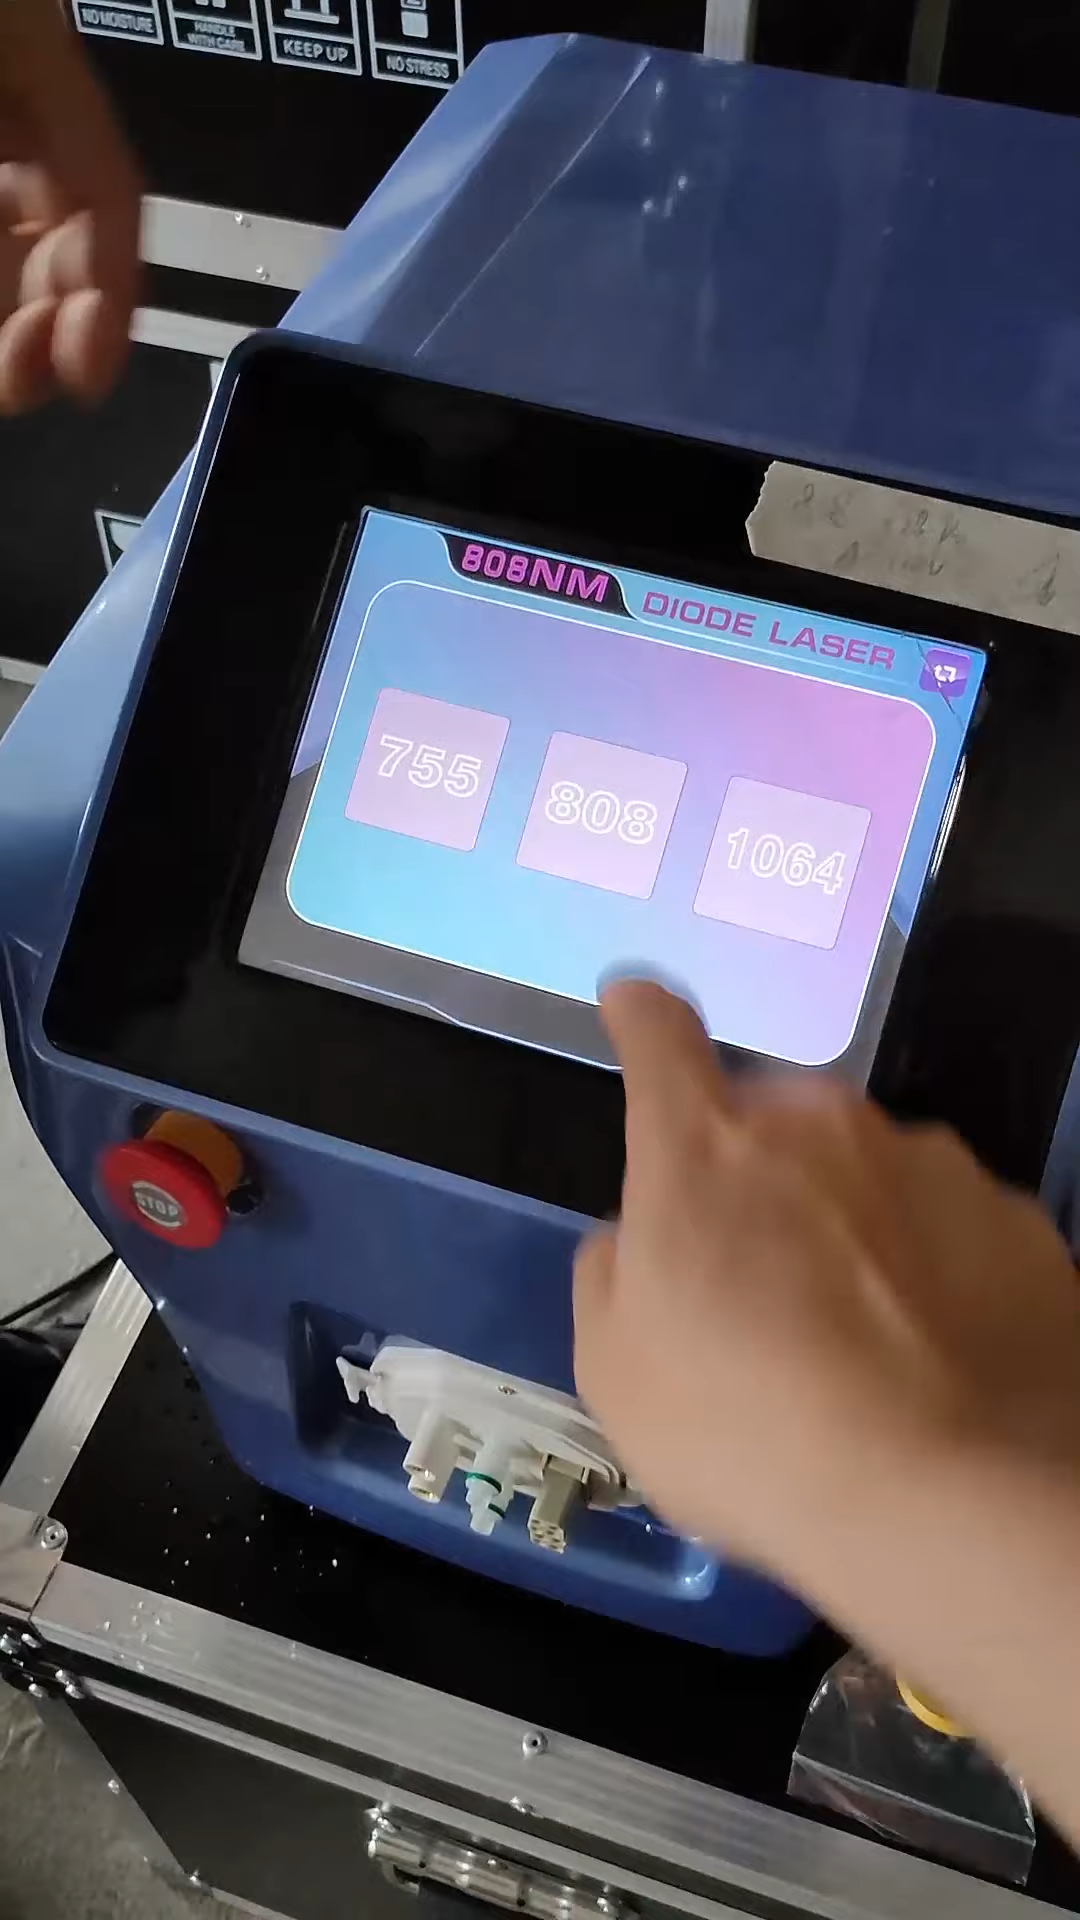 NO MOISTURE
HANDLE
WITH CARE
KEEP UP
NO STRESS
808NM
DIODE LASER
755
808
1064
STOP